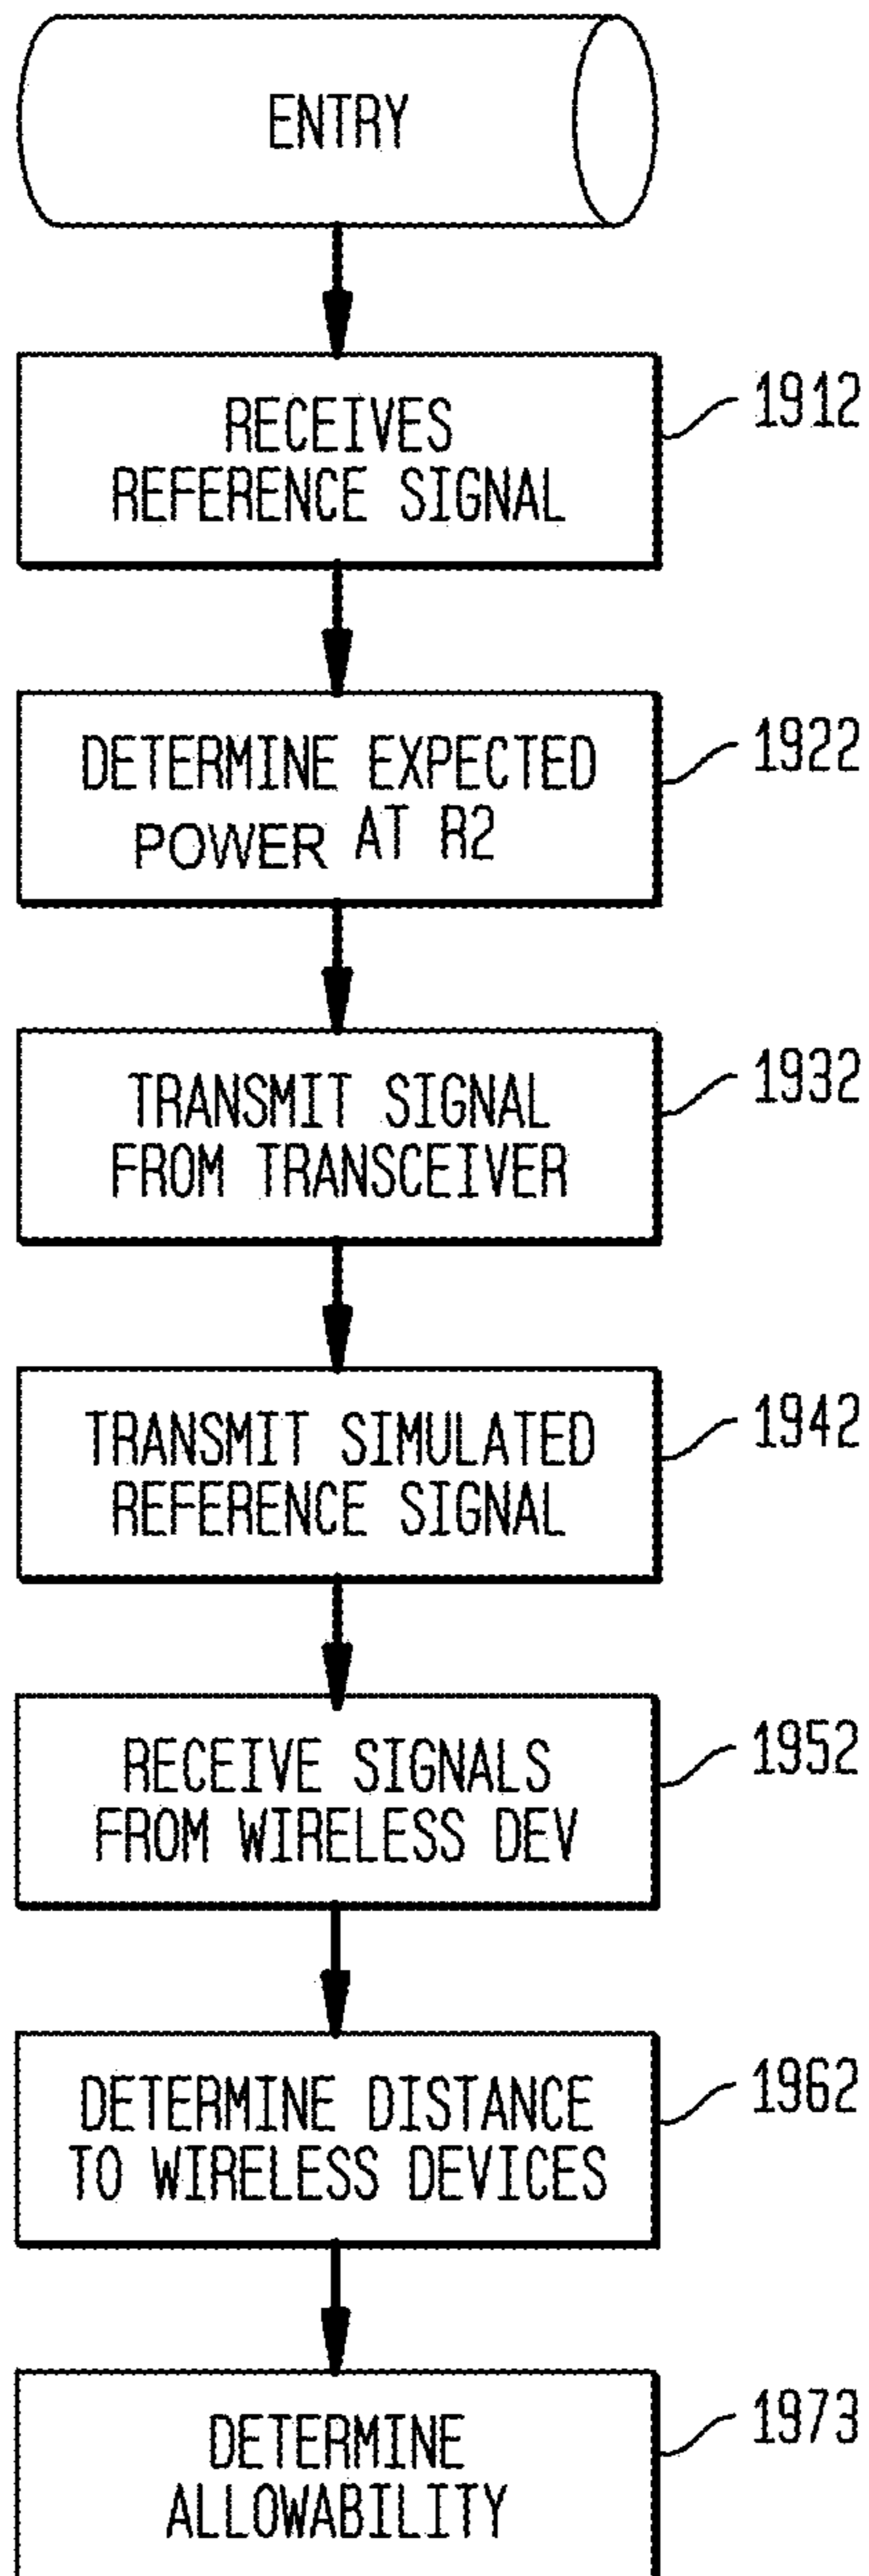 ENTRY
RECEIVES
REFERENCE SIGNAL
1912
DETERMINE EXPECTED
POWER AT R2
1922
TRANSMIT SIGNAL
FROM TRANSCEIVER
1932
TRANSMIT SIMULATED
REFERENCE SIGNAL
1942
RECEIVE SIGNALS
FROM WIRELESS DEV
1952
DETERMINE DISTANCE
TO WIRELESS DEVICES
1962
DETERMINE
ALLOWABILITY
1973